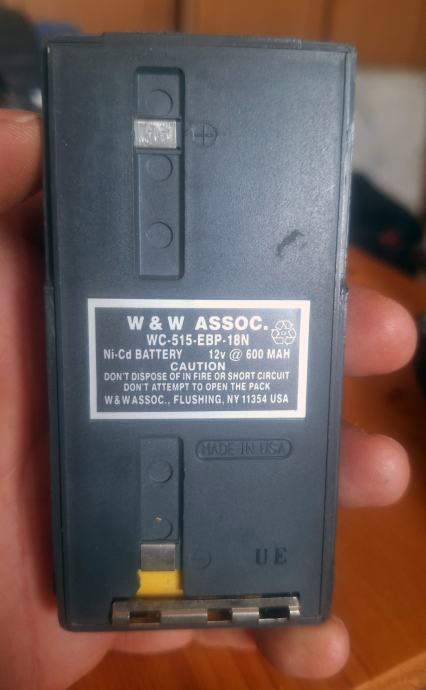 +
W & W ASSOC.
WC-515-EBP-18N
Ni-Cd BATTERY 12v @ 600 MAH
CAUTION
DON'T DISPOSE OF IN FIRE OR SHORT CIRCUIT
DON'T ATTEMPT TO OPEN THE PACK
W&W ASSOC., FLUSHING, NY 11354 USA
MADE IN USA
-
UE